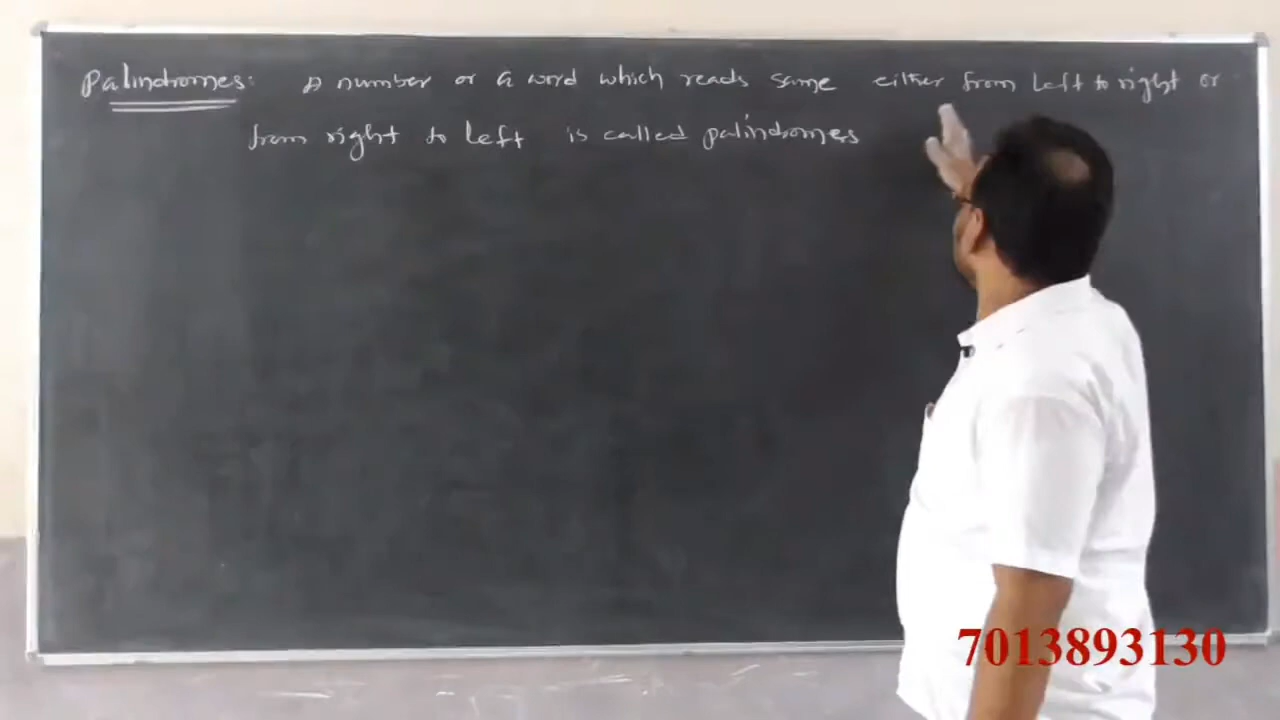 Palindromes: A number or a word which reads same either from left to right or
from right to left is called palindromes
7013893130